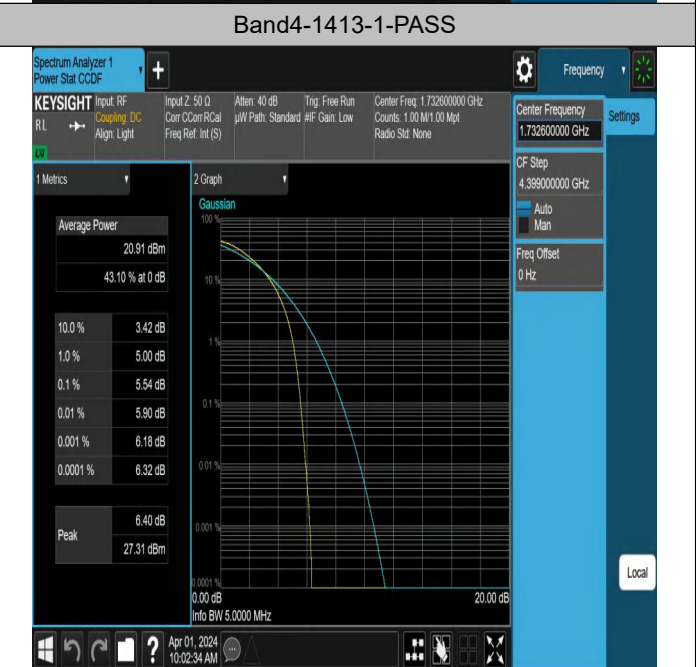 Band4-1413-1-PASS
Spectrum Analyzer 1
Power Stat CCDF
Frequency
KEYSIGHT
RL
Input: RF
Coupling: DC
Align: Light
Input Z: 50 Ω
Corr CCorr RCal
Freq Ref: Int (S)
Atten: 40 dB
µW Path: Standard
Trig: Free Run
#IF Gain: Low
Center Freq: 1.732600000 GHz
Counts: 1.00 M/1.00 Mpt
Radio Std: None
Center Frequency
1.732600000 GHz
Settings
CF Step
4.399000000 GHz
Auto
Man
Freq Offset
0 Hz
1 Metrics
Average Power
20.91 dBm
43.10 % at 0 dB
10.0 % 3.42 dB
1.0 % 5.00 dB
0.1 % 5.54 dB
0.01 % 5.90 dB
0.001 % 6.18 dB
0.0001 % 6.32 dB
Peak
6.40 dB
27.31 dBm
2 Graph
Gaussian
100 %
10 %
1 %
0.1 %
0.01 %
0.001 %
0.0001 %
0.00 dB
20.00 dB
Info BW 5.0000 MHz
Local
?
Apr 01, 2024
10:02:34 AM